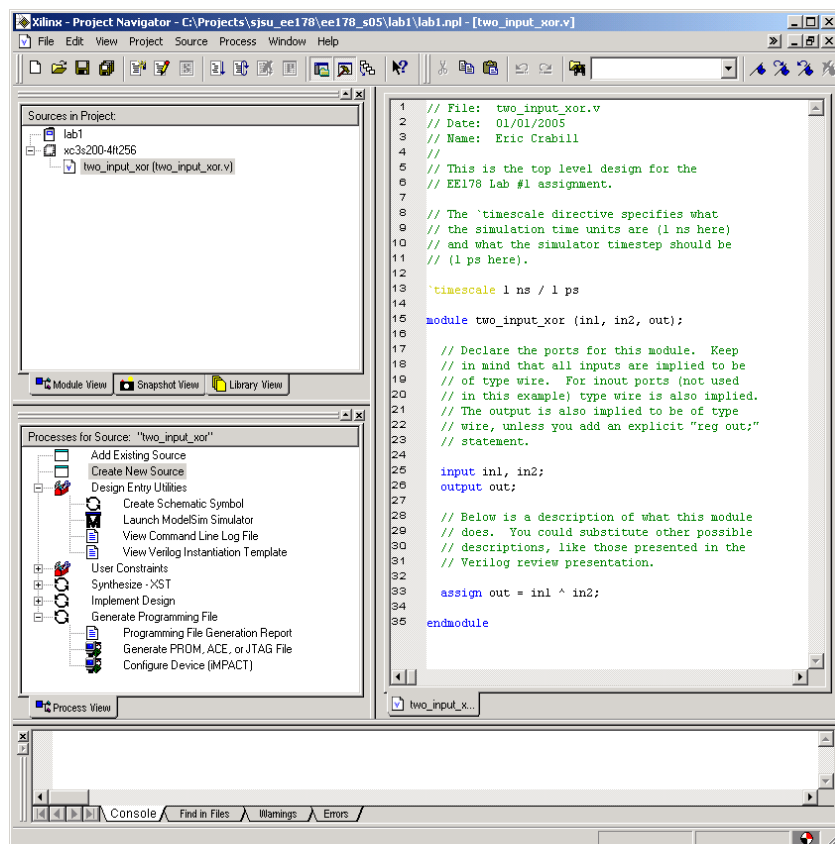 Xilinx - Project Navigator - C:\Projects\sjsu_ee178\ee178_s05\lab1\lab1.npl - [two_input_xor.v]
File Edit View Project Source Process Window Help
Sources in Project:
lab1
xc3s200-4ft256
two_input_xor (two_input_xor.v)
Module View Snapshot View Library View
Processes for Source: "two_input_xor"
Add Existing Source
Create New Source
Design Entry Utilities
Create Schematic Symbol
Launch ModelSim Simulator
View Command Line Log File
View Verilog Instantiation Template
User Constraints
Synthesize - XST
Implement Design
Generate Programming File
Programming File Generation Report
Generate PROM, ACE, or JTAG File
Configure Device (iMPACT)
Process View
1 // File: two_input_xor.v
2 // Date: 01/01/2005
3 // Name: Eric Crabill
4 //
5 // This is the top level design for the
6 // EE178 Lab #1 assignment.
7
8 // The `timescale directive specifies what
9 // the simulation time units are (1 ns here)
10 // and what the simulator timestep should be
11 // (1 ps here).
12
13 `timescale 1 ns / 1 ps
14
15 module two_input_xor (in1, in2, out);
16
17 // Declare the ports for this module. Keep
18 // in mind that all inputs are implied to be
19 // of type wire. For inout ports (not used
20 // in this example) type wire is also implied.
21 // The output is also implied to be of type
22 // wire, unless you add an explicit "reg out;"
23 // statement.
24
25 input in1, in2;
26 output out;
27
28 // Below is a description of what this module
29 // does. You could substitute other possible
30 // descriptions, like those presented in the
31 // Verilog review presentation.
32
33 assign out = in1 ^ in2;
34
35 endmodule
two_input_x...
Console Find in Files Warnings Errors